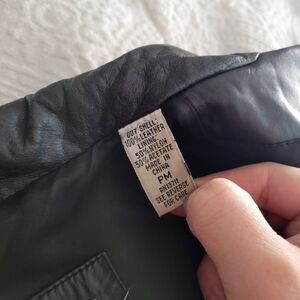 OUT SHELL:
100% LEATHER
LINING:
50% NYLON
50% ACETATE
MADE IN
CHINA
PM
SEE REVERSE
FOR CARE